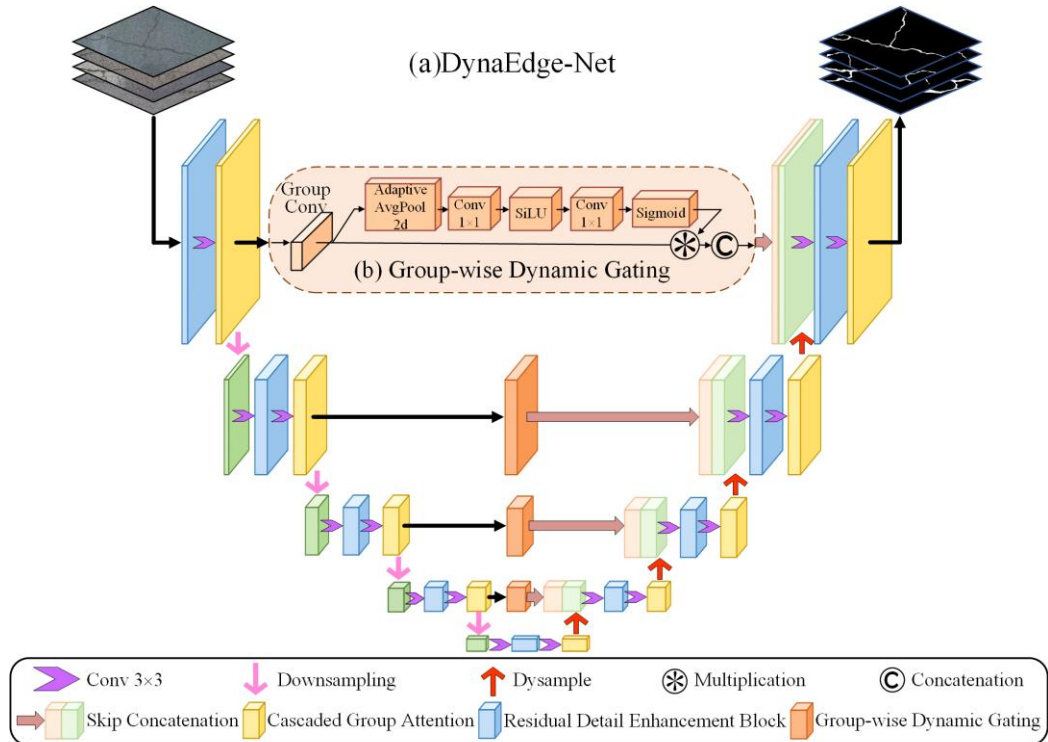 (a)DynaEdge-Net
Group
Conv
Adaptive
AvgPool
2d
Conv
1×1
SiLU
Conv
1×1
Sigmoid
C
(b) Group-wise Dynamic Gating
Conv 3×3
Downsampling
Dysample
Multiplication
C
Concatenation
Skip Concatenation
Cascaded Group Attention
Residual Detail Enhancement Block
Group-wise Dynamic Gating